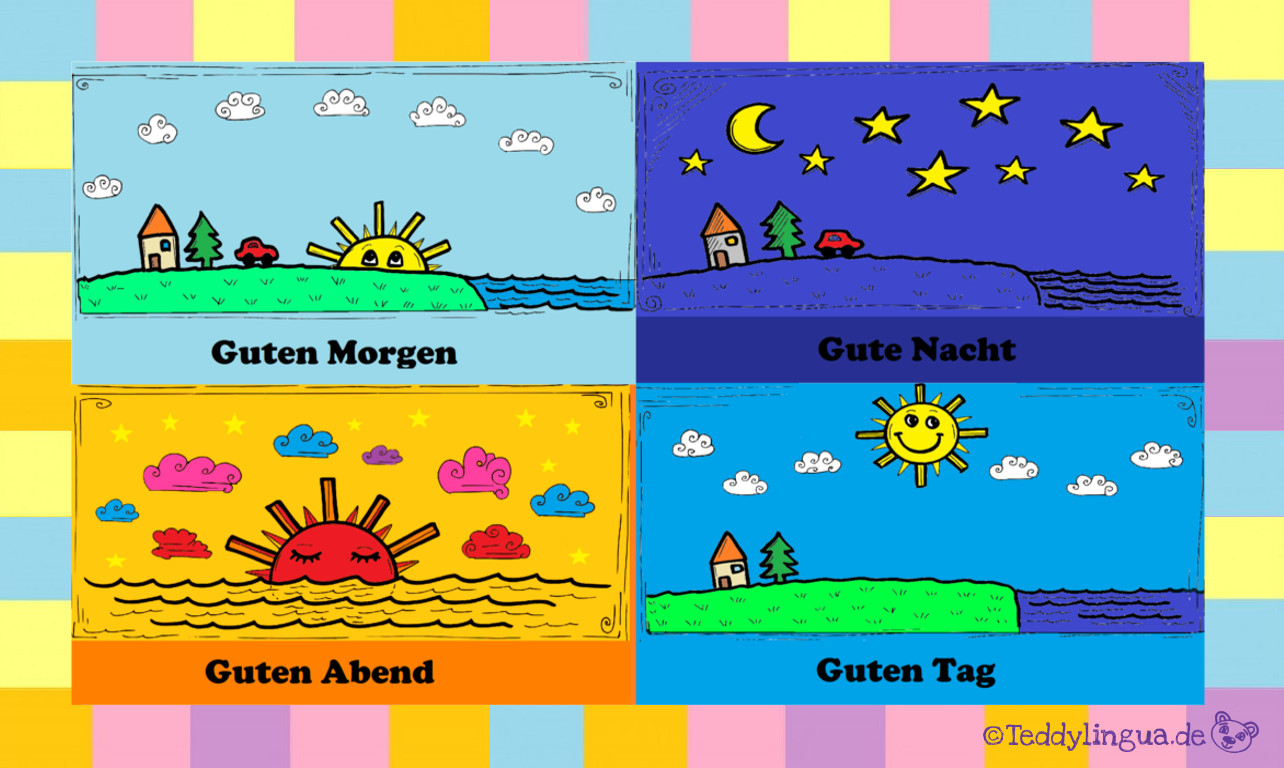 Guten Morgen
Gute Nacht
Guten Abend
Guten Tag
©Teddylingua.de